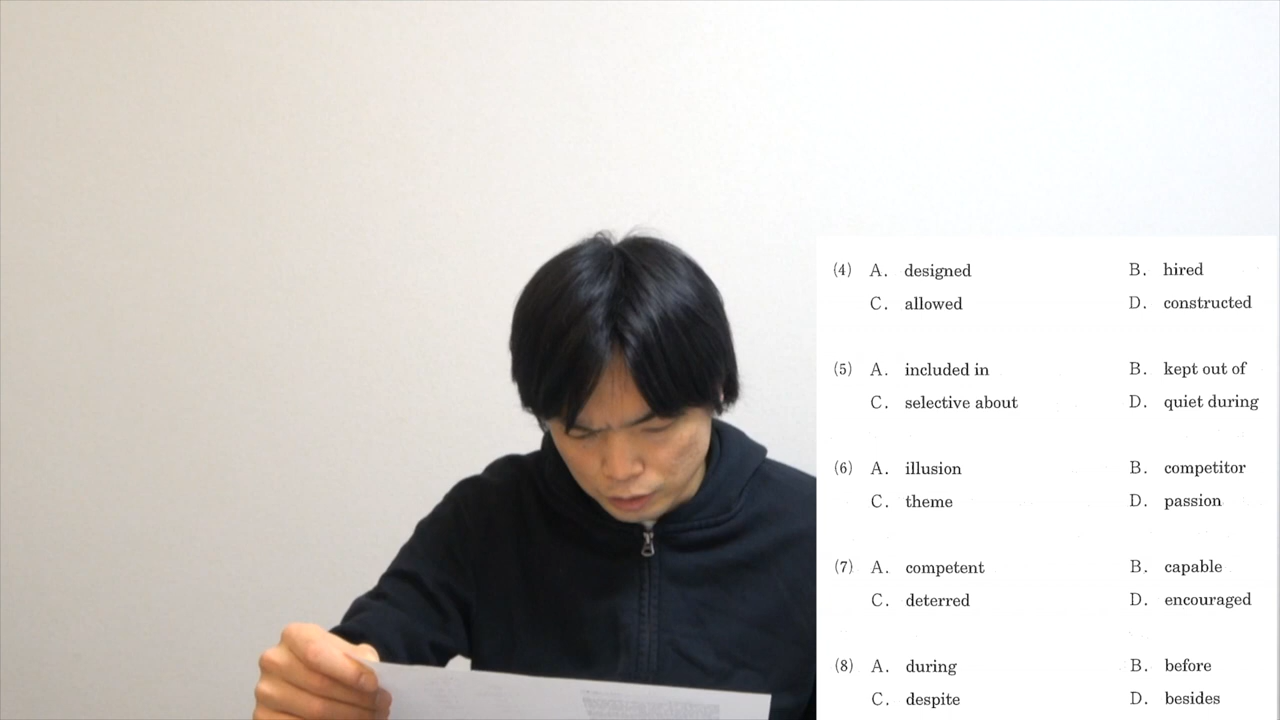 (4) A. designed B. hired
C. allowed D. constructed
(5) A. included in B. kept out of
C. selective about D. quiet during
(6) A. illusion B. competitor
C. theme D. passion
(7) A. competent B. capable
C. deterred D. encouraged
(8) A. during B. before
C. despite D. besides